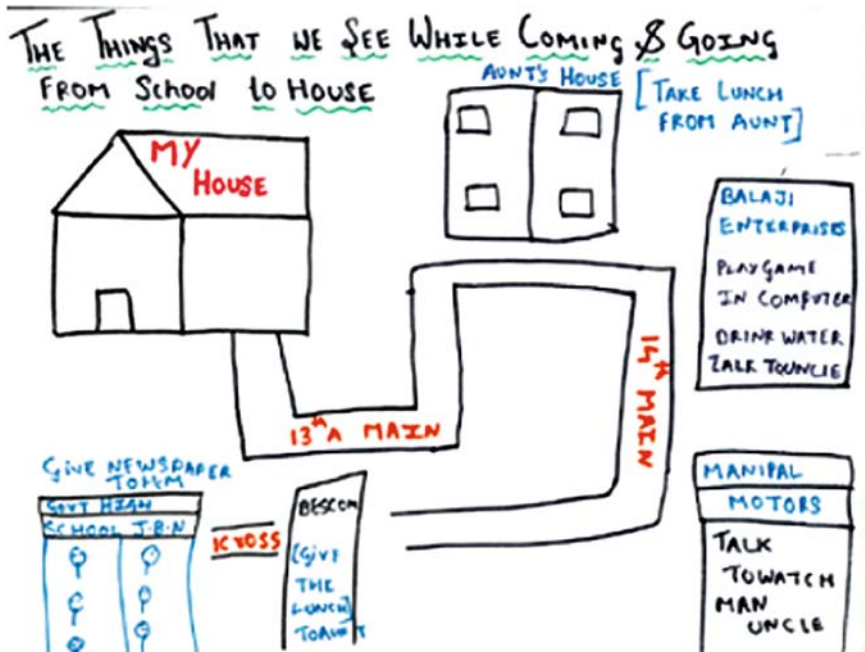 THE THINGS THAT WE SEE WHILE COMING & GOING
FROM SCHOOL TO HOUSE
AUNT'S HOUSE
[TAKE LUNCH
FROM AUNT]
MY
HOUSE
BALAJI
ENTERPRISES
PLAY GAME
IN COMPUTER
DRINK WATER
TALK TO UNCLE
14th MAIN
13th A MAIN
GIVE NEWSPAPER
TO HM
GOVT HIGH
SCHOOL J.B.N
CROSS
BESCOM
[GIVE
THE
LUNCH]
TO AUNT
MANIPAL
MOTORS
TALK
TO WATCH
MAN
UNCLE